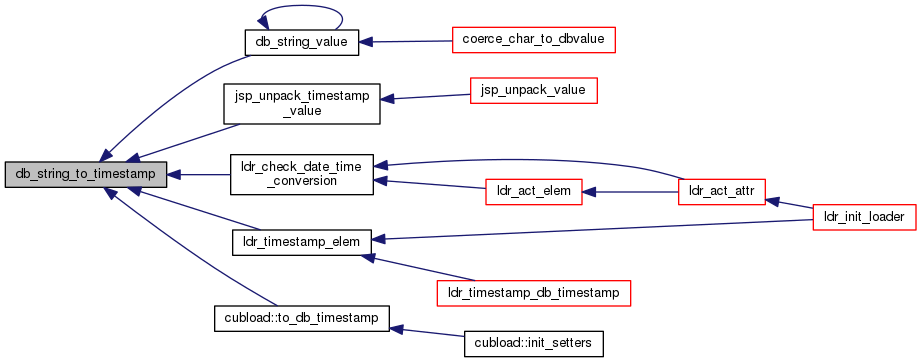 db_string_value
coerce_char_to_dbvalue
jsp_unpack_timestamp
_value
jsp_unpack_value
db_string_to_timestamp
ldr_check_date_time
_conversion
ldr_act_elem
ldr_act_attr
ldr_init_loader
ldr_timestamp_elem
ldr_timestamp_db_timestamp
cubload::to_db_timestamp
cubload::init_setters